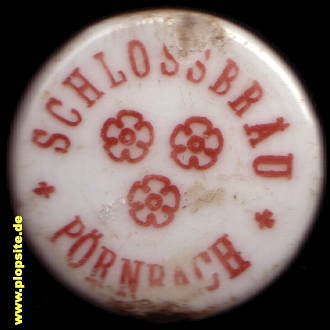 SCHLOSSBRÄU
* PÖRNBACH *
www.plopsite.de